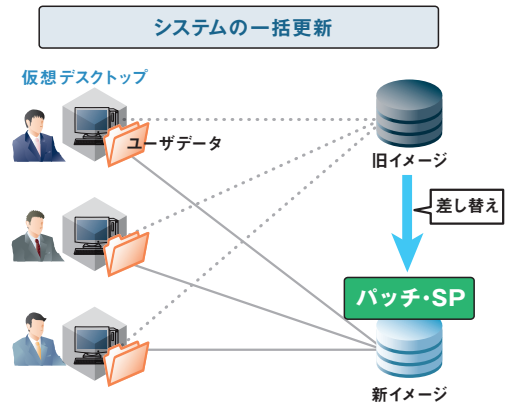 システムの一括更新
仮想デスクトップ
ユーザデータ
旧イメージ
差し替え
パッチ・SP
新イメージ